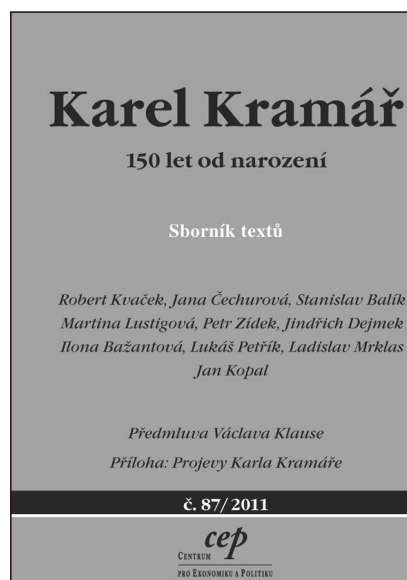 Karel Kramář
150 let od narození
Sborník textů
Robert Kvaček, Jana Čechurová, Stanislav Balík
Martina Lustigová, Petr Zídek, Jindřich Dejmek
Ilona Bažantová, Lukáš Petřík, Ladislav Mrklas
Jan Kopal
Předmluva Václava Klause
Příloha: Projevy Karla Kramáře
č. 87/2011
cep
CENTRUM
PRO EKONOMIKU A POLITIKU